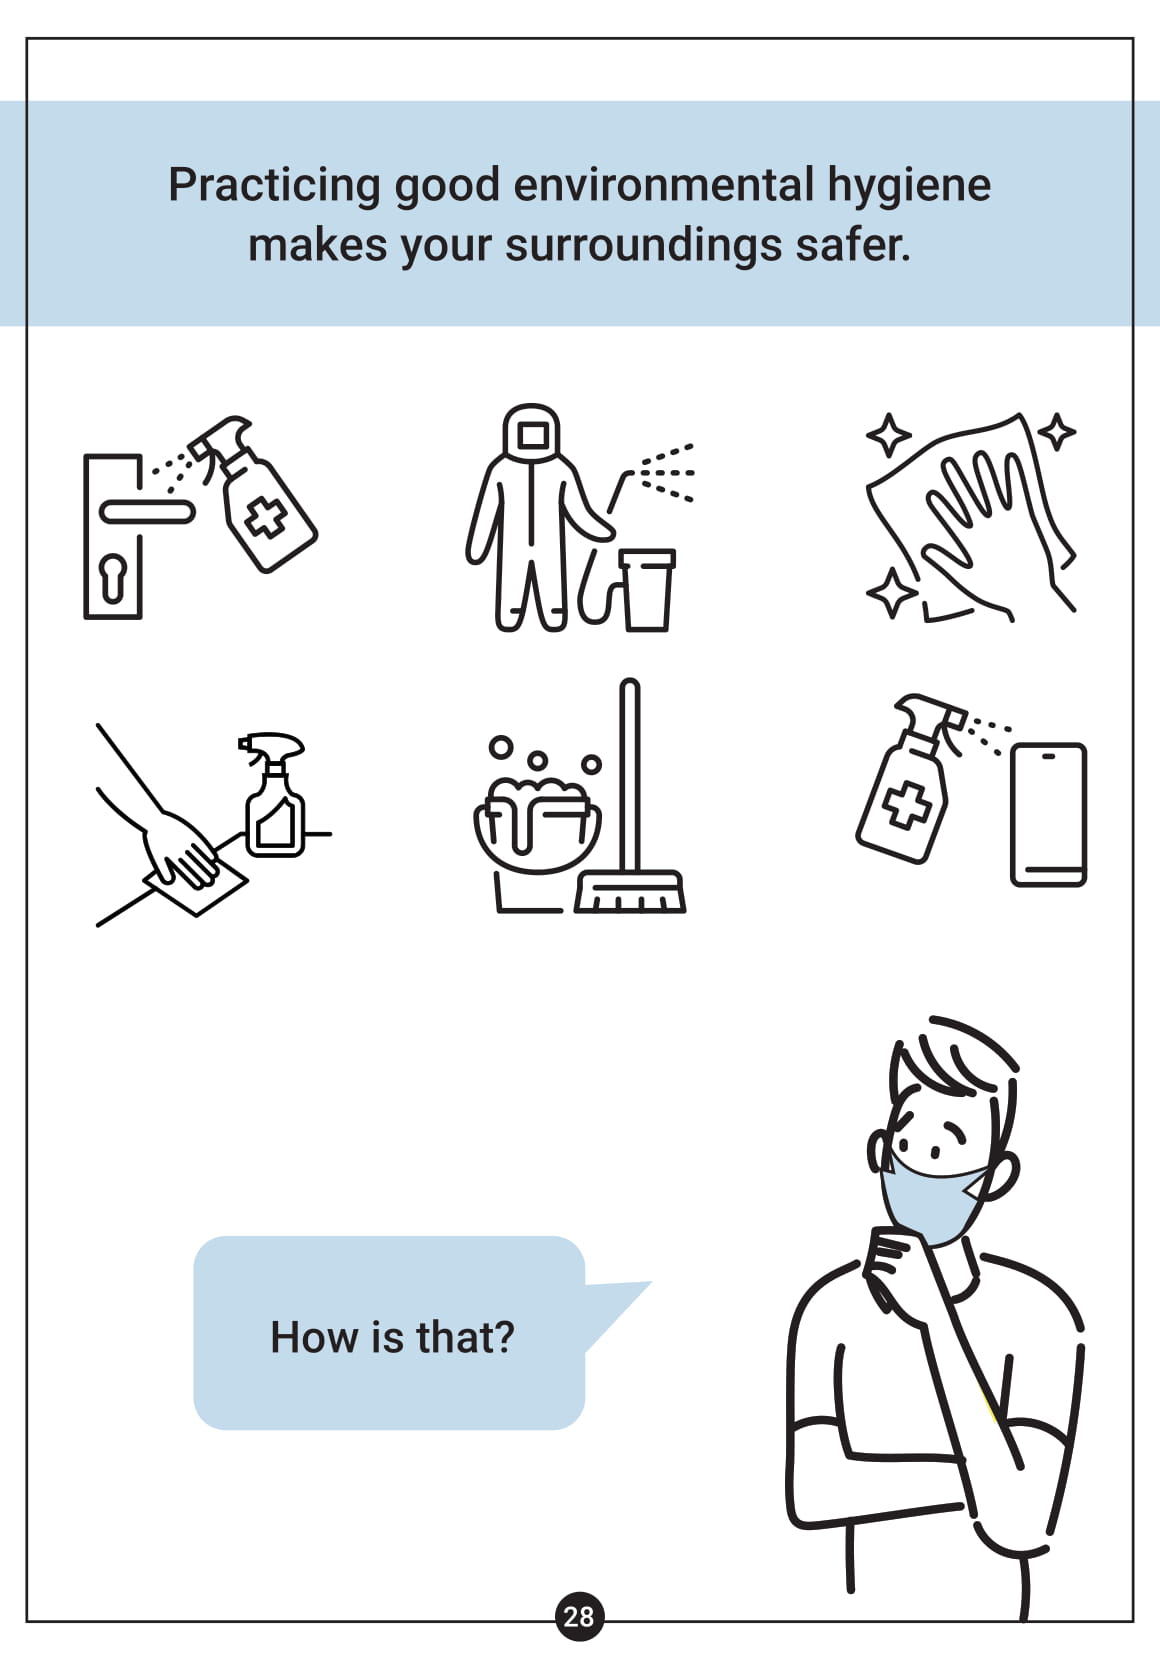 Practicing good environmental hygiene
makes your surroundings safer.
How is that?
28